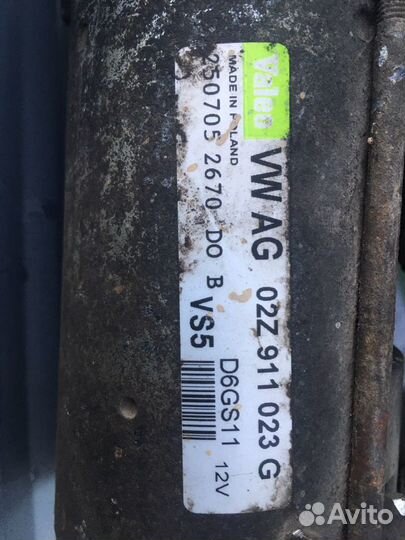 Valeo
MADE IN POLAND
VW AG 02Z 911 023 G
250705 2670 DO B
VS5 D6GS11 12V
Avito